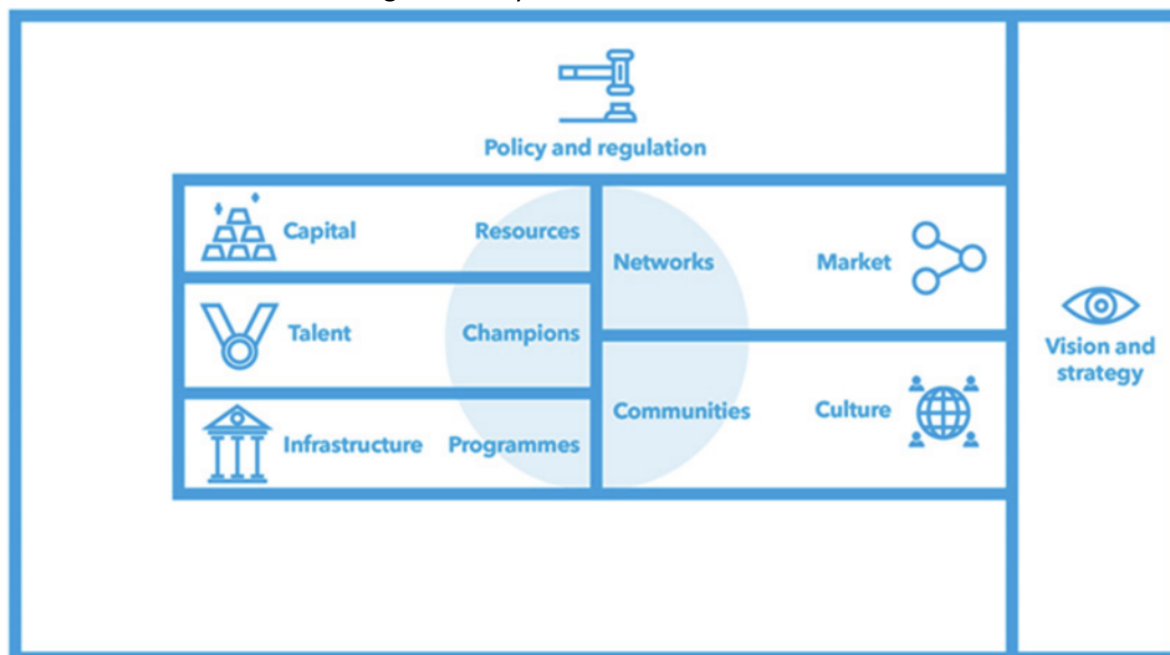 Policy and regulation
Capital
Resources
Networks
Market
Talent
Champions
Communities
Culture
Infrastructure
Programmes
Vision and
strategy